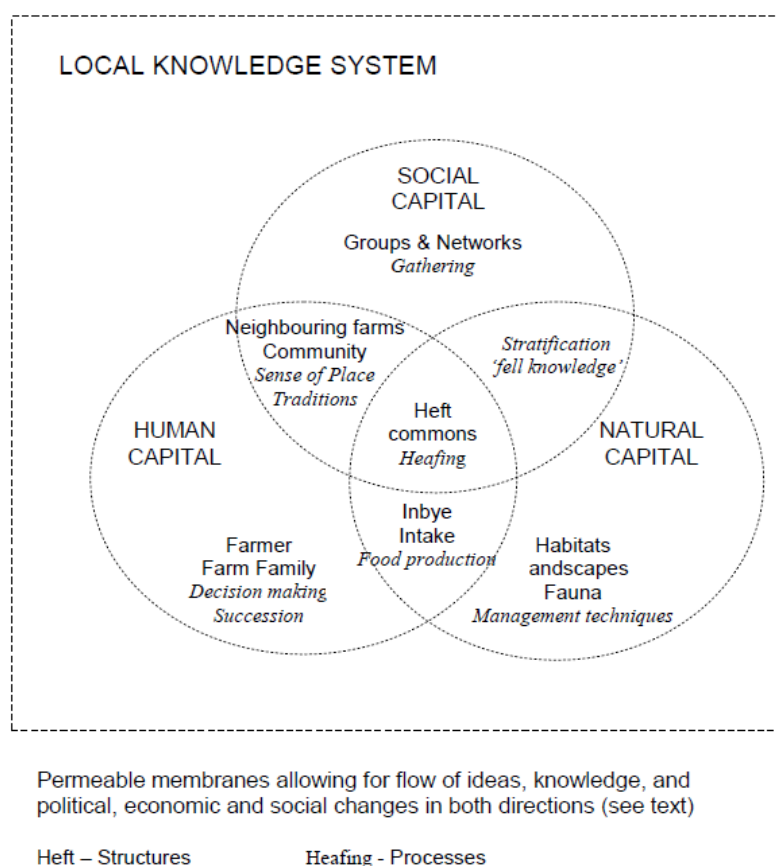 LOCAL KNOWLEDGE SYSTEM
SOCIAL
CAPITAL
Groups & Networks
Gathering
Neighbouring farms
Community
Sense of Place
Traditions
Stratification
‘fell knowledge’
Heft
commons
Heafing
HUMAN
CAPITAL
NATURAL
CAPITAL
Inbye
Intake
Food production
Farmer
Farm Family
Decision making
Succession
Habitats
andscapes
Fauna
Management techniques
Permeable membranes allowing for flow of ideas, knowledge, and
political, economic and social changes in both directions (see text)
Heft – Structures Heafing - Processes